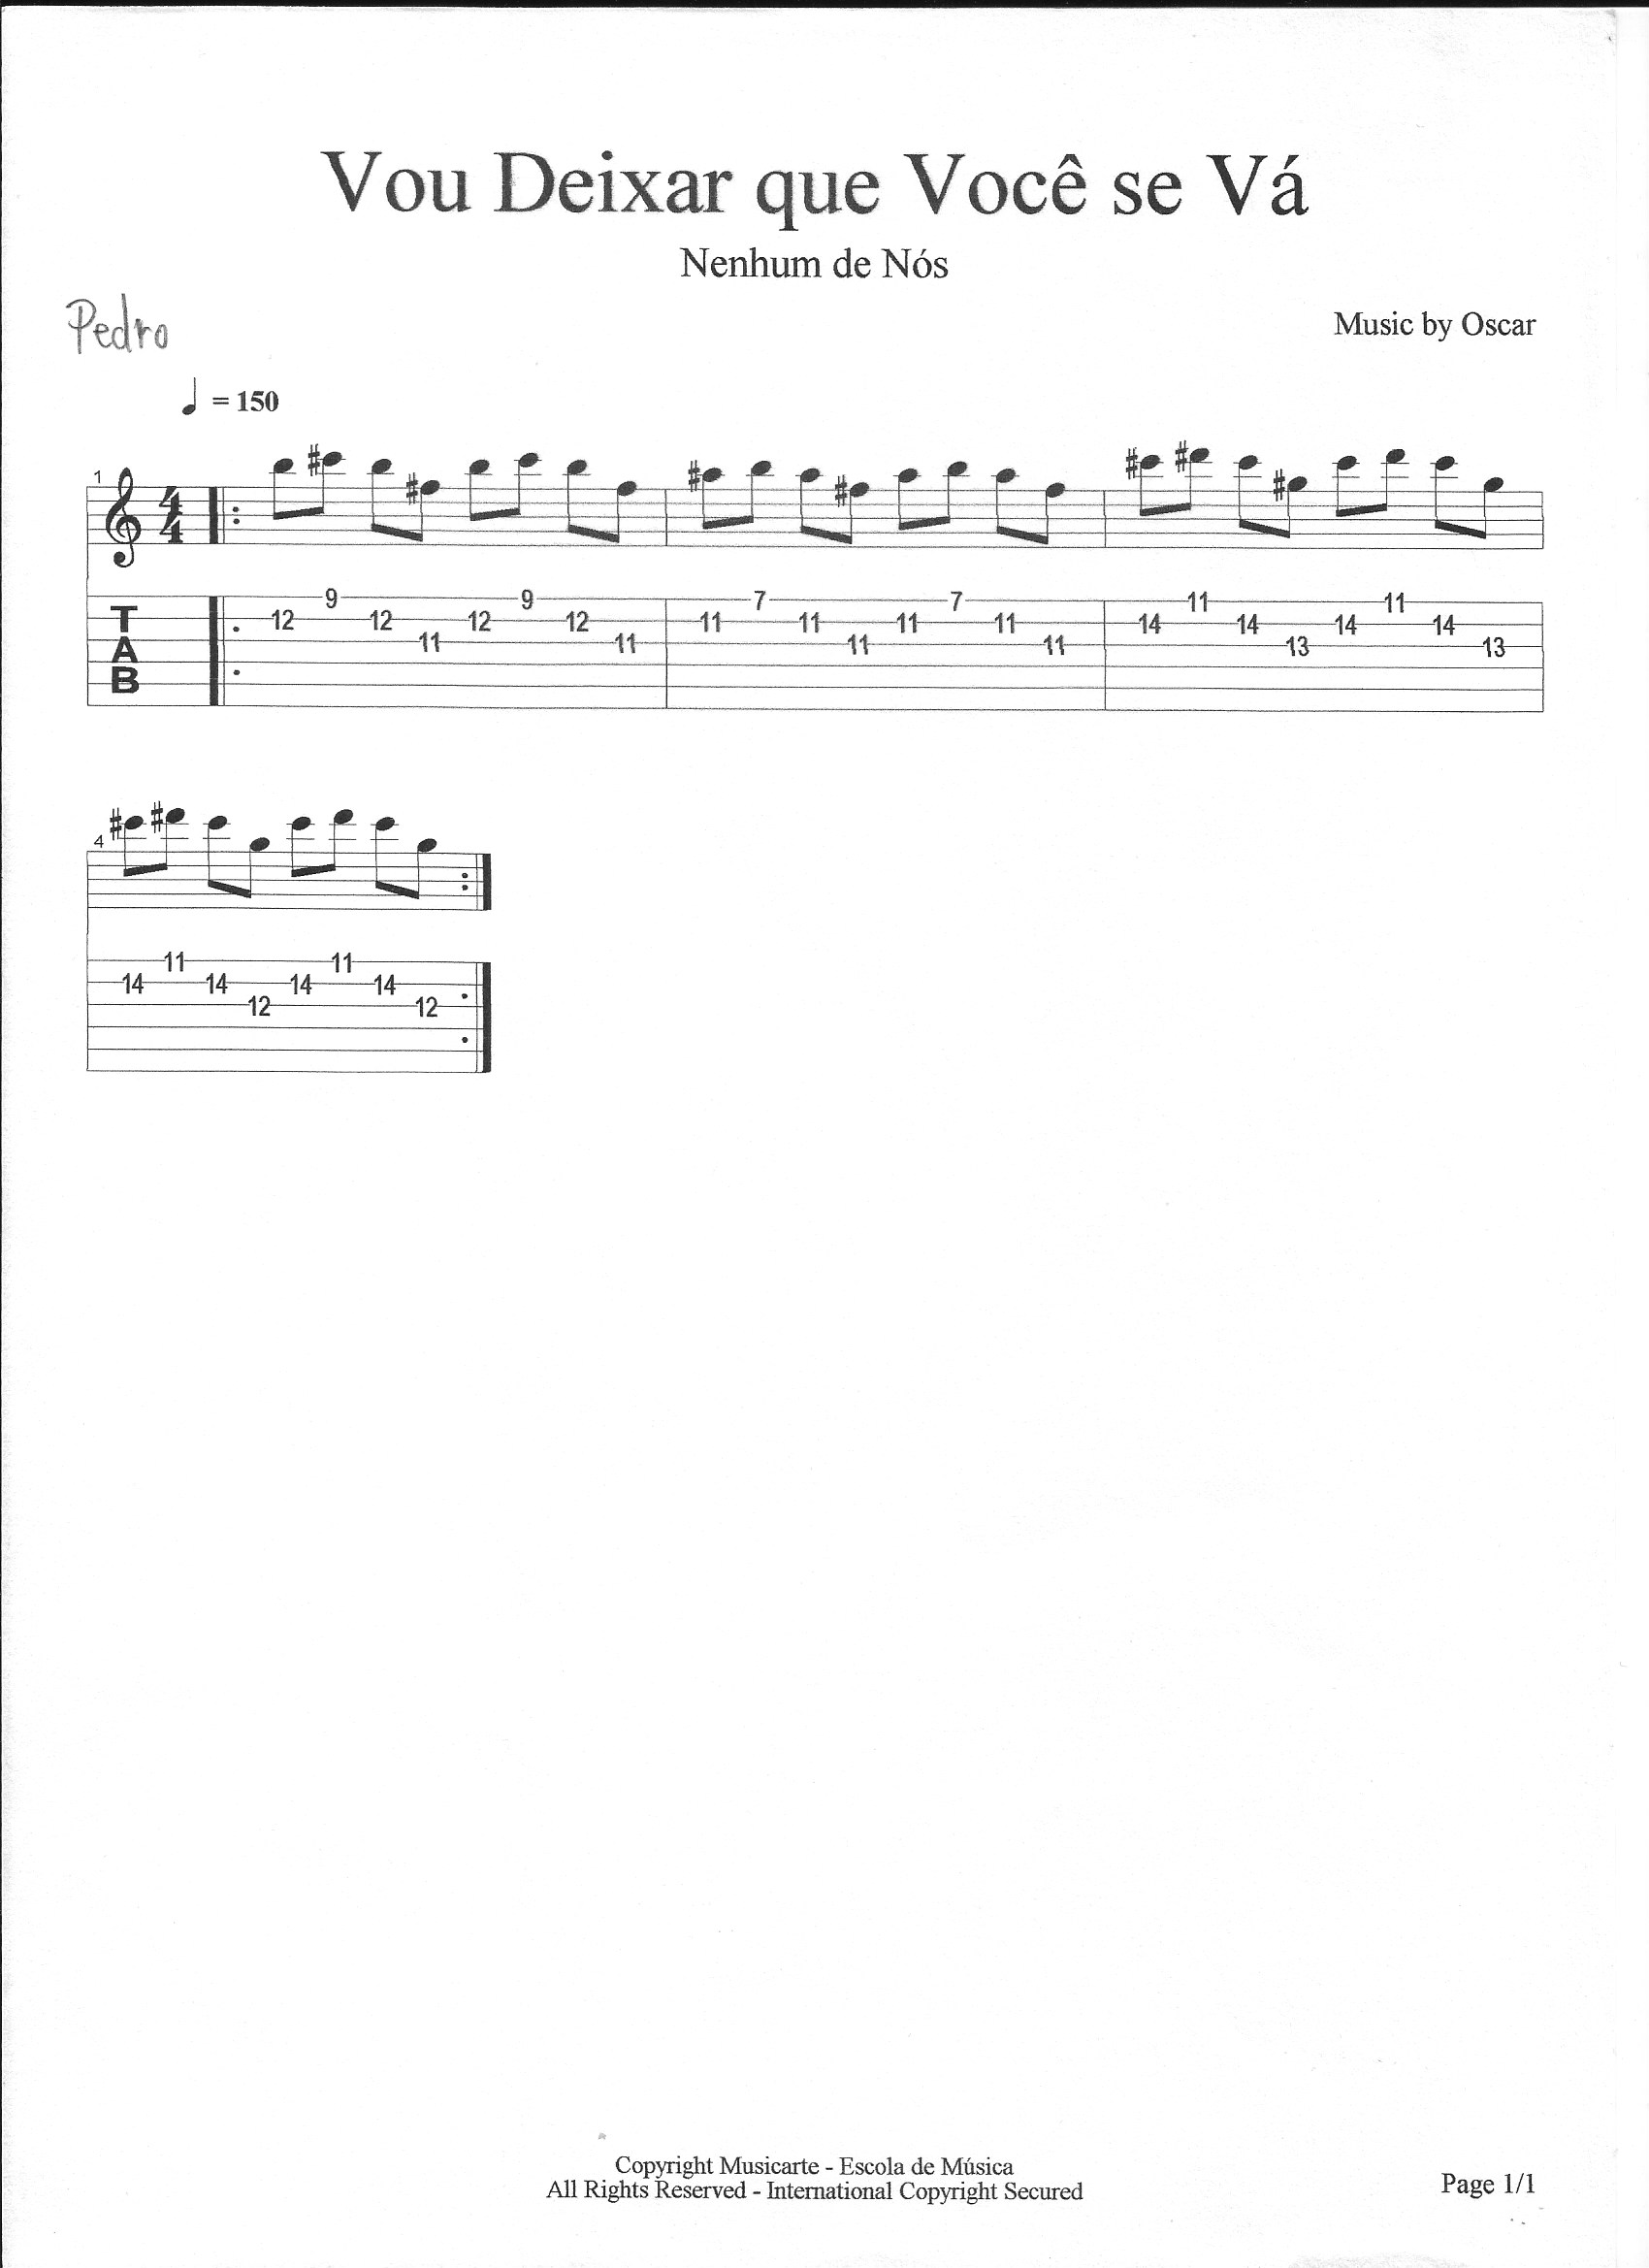 Vou Deixar que Você se Vá
Nenhum de Nós
Pedro
Music by Oscar
= 150
1
4
4
T
A
B
9 9 7 7 11 11
12 12 12 12 11 11 11 11 14 14 14 14
11 11 11 11 13 13
4
11 11
14 14 14 14
12 12
Copyright Musicarte - Escola de Música
All Rights Reserved - International Copyright Secured
Page 1/1